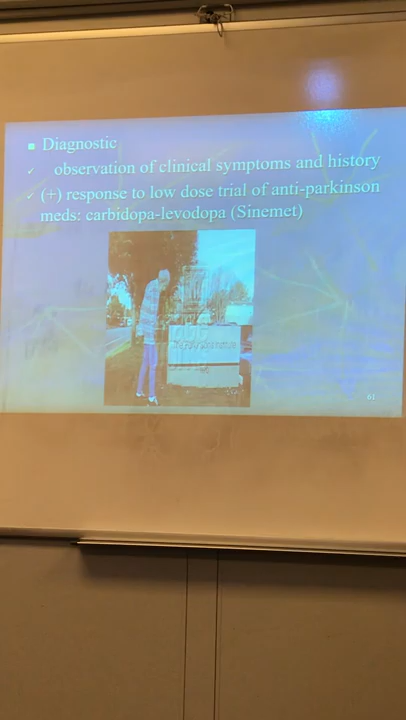 Diagnostic
observation of clinical symptoms and history
(+) response to low dose trial of anti-parkinson
meds: carbidopa-levodopa (Sinemet)
61